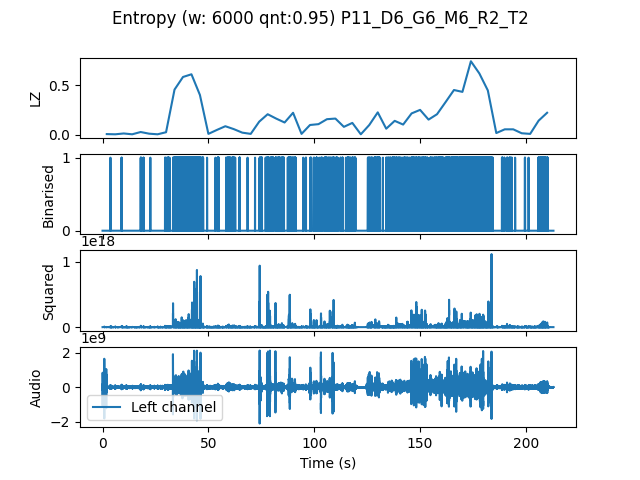 Entropy (w: 6000 qnt:0.95) P11_D6_G6_M6_R2_T2
LZ
0.5
0.0
Binarised
1
0
1e18
Squared
1
0
1e9
Audio
2
0
−2
Left channel
0 50 100 150 200
Time (s)